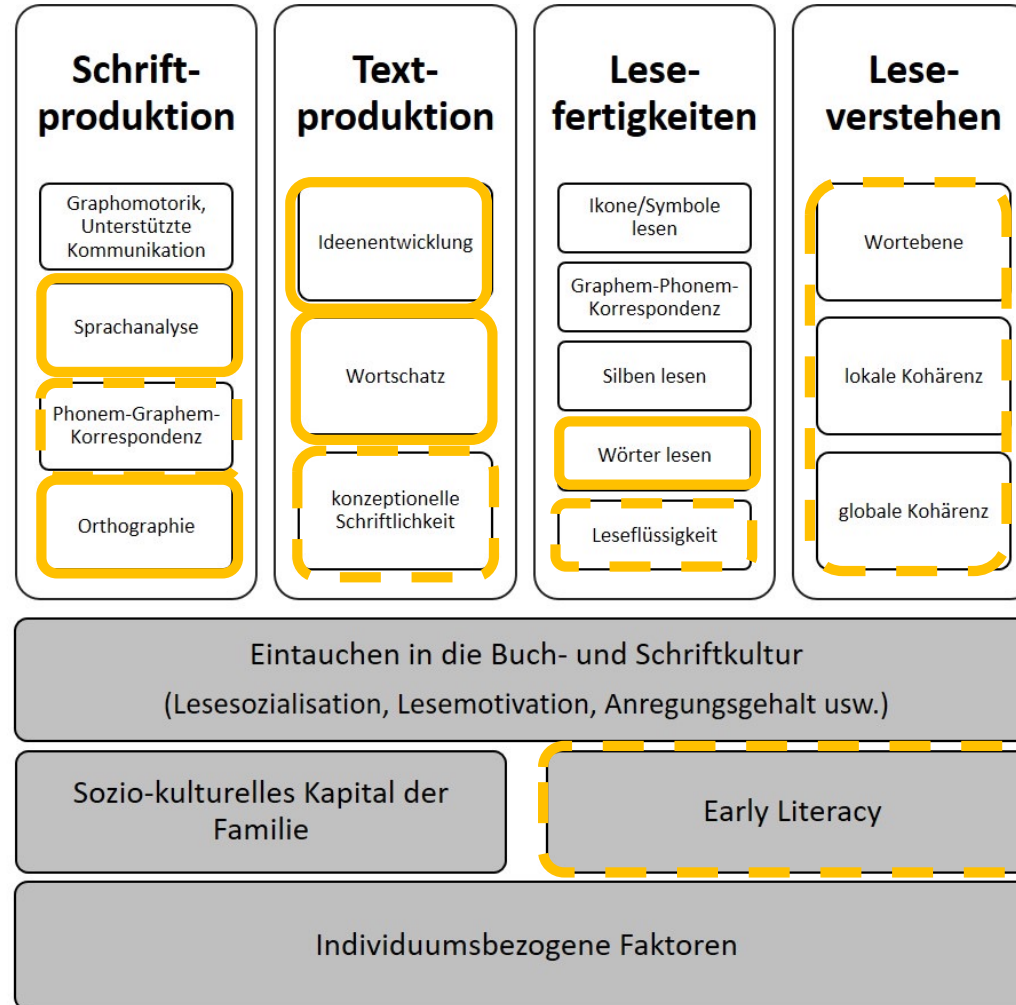 Schrift-
produktion
Graphomotorik,
Unterstützte
Kommunikation
Sprachanalyse
Phonem-Graphem-
Korrespondenz
Orthographie
Text-
produktion
Ideenentwicklung
Wortschatz
konzeptionelle
Schriftlichkeit
Lese-
fertigkeiten
Ikone/Symbole
lesen
Graphem-Phonem-
Korrespondenz
Silben lesen
Wörter lesen
Leseflüssigkeit
Lese-
verstehen
Wortebene
lokale Kohärenz
globale Kohärenz
Eintauchen in die Buch- und Schriftkultur
(Lesesozialisation, Lesemotivation, Anregungsgehalt usw.)
Sozio-kulturelles Kapital der
Familie
Early Literacy
Individuumsbezogene Faktoren